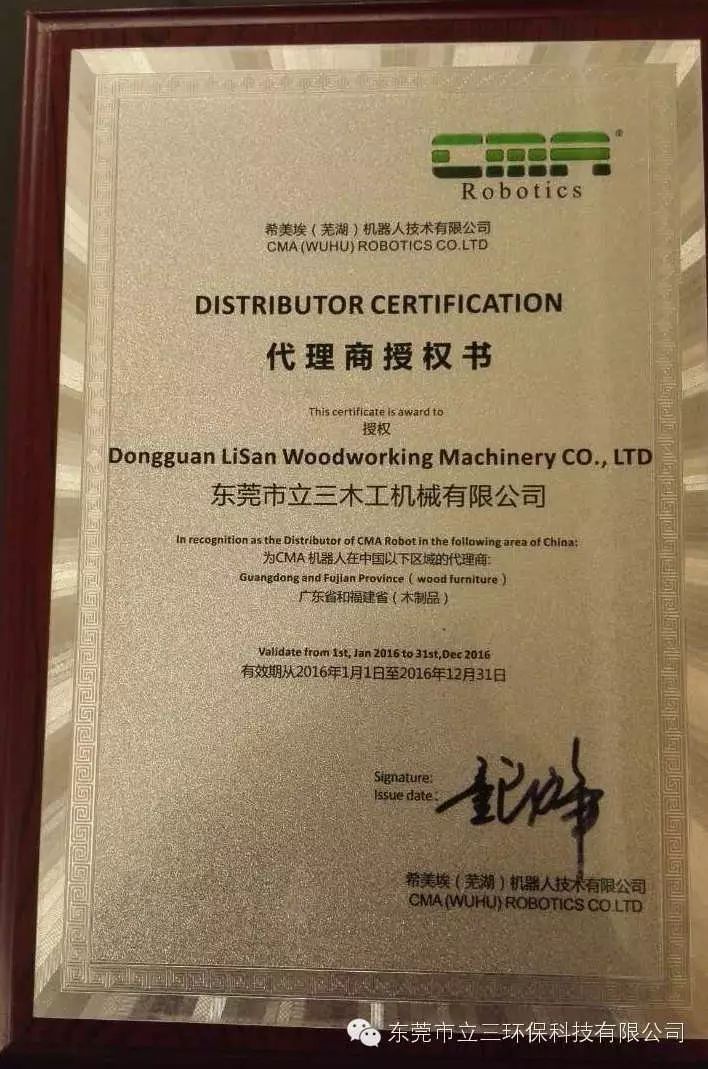 CMA®
Robotics
希美埃（芜湖）机器人技术有限公司
CMA (WUHU) ROBOTICS CO.LTD
DISTRIBUTOR CERTIFICATION
代理商授权书
This certificate is award to
授权
Dongguan LiSan Woodworking Machinery CO., LTD
东莞市立三木工机械有限公司
In recognition as the Distributor of CMA Robot in the following area of China:
为CMA 机器人在中国以下区域的代理商:
Guangdong and Fujian Province（wood furniture）
广东省和福建省（木制品）
Validate from 1st, Jan 2016 to 31st,Dec 2016
有效期从2016年1月1日至2016年12月31日
Signature:
Issue date:
希美埃（芜湖）机器人技术有限公司
CMA (WUHU) ROBOTICS CO.LTD
东莞市立三环保科技有限公司